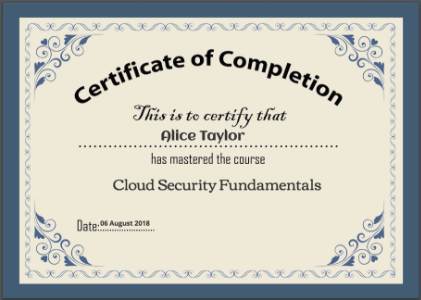 Certificate of Completion
This is to certify that
Alice Taylor
has mastered the course
Cloud Security Fundamentals
Date: 06 August 2018